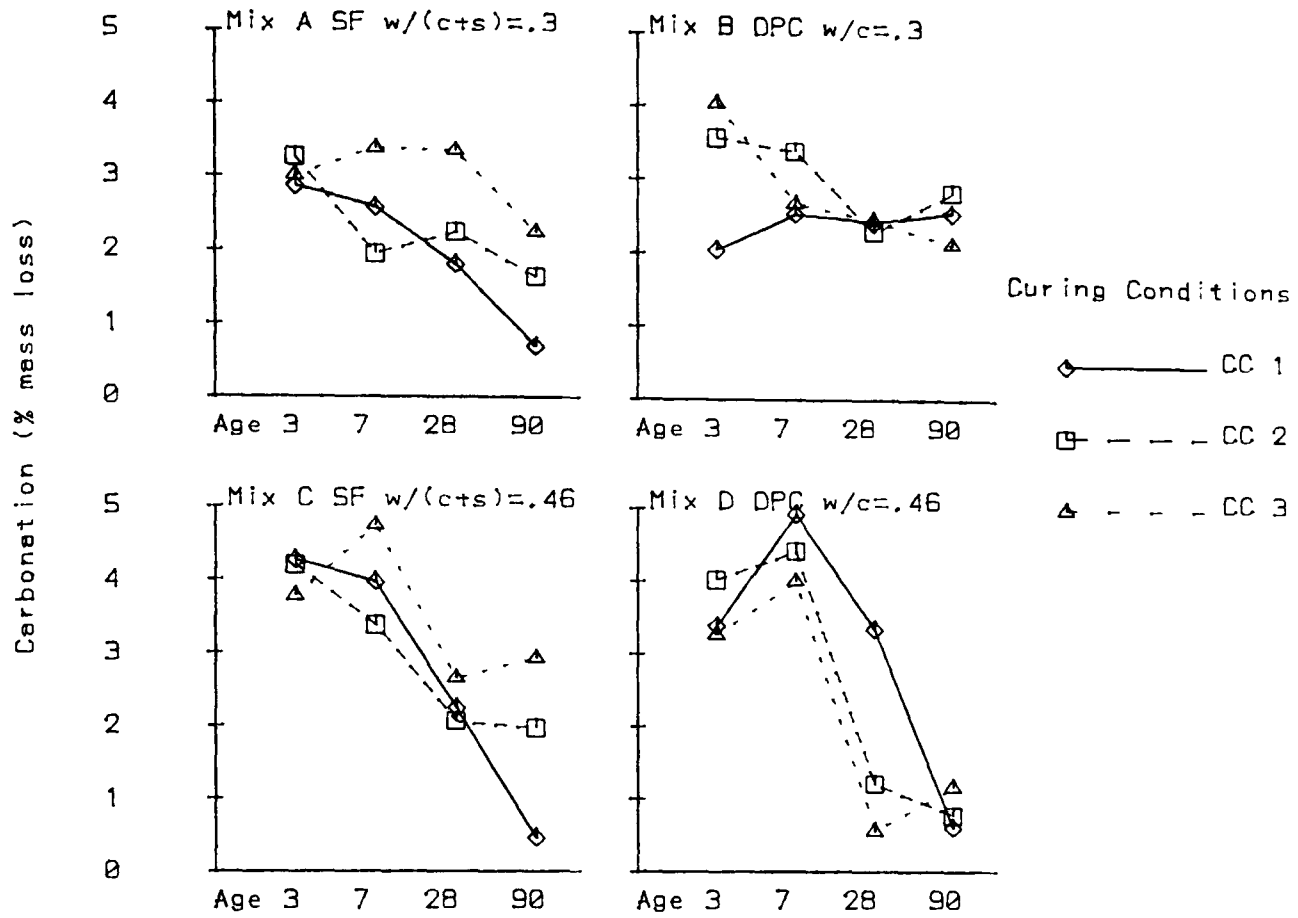 Carbonation (% mass loss)
5
4
3
2
1
0
Mix A SF w/(c+s)=.3
Age 3 7 28 90
Mix B OPC w/c=.3
Age 3 7 28 90
Curing Conditions
CC 1
CC 2
CC 3
5
4
3
2
1
0
Mix C SF w/(c+s)=.46
Age 3 7 28 90
Mix D OPC w/c=.46
Age 3 7 28 90